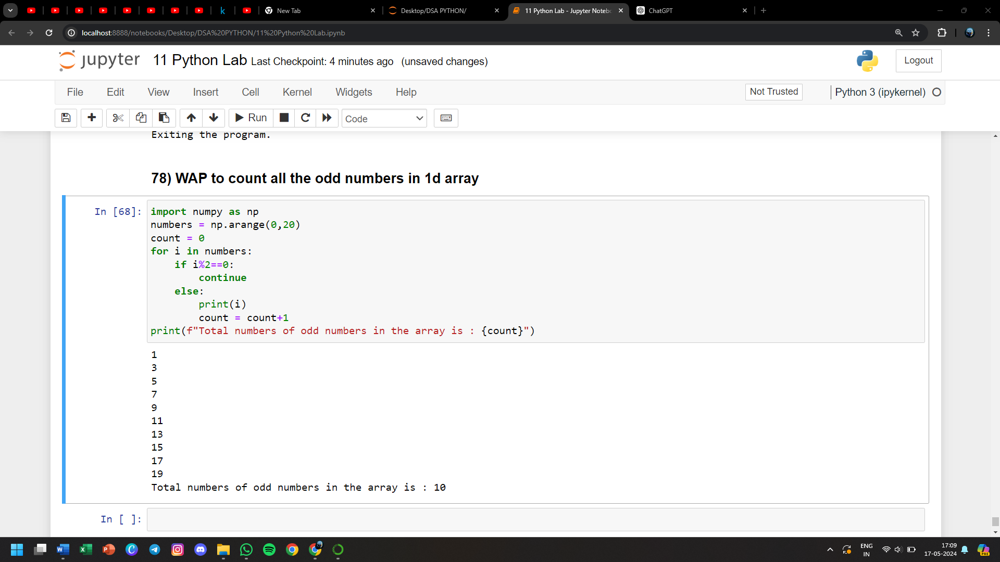 New Tab
Desktop/DSA PYTHON/
11 Python Lab - Jupyter Notebo
ChatGPT
localhost:8888/notebooks/Desktop/DSA%20PYTHON/11%20Python%20Lab.ipynb
jupyter 11 Python Lab Last Checkpoint: 4 minutes ago (unsaved changes)
Logout
File Edit View Insert Cell Kernel Widgets Help
Not Trusted
Python 3 (ipykernel)
Run
Code
Exiting the program.
78) WAP to count all the odd numbers in 1d array
In [68]:
import numpy as np
numbers = np.arange(0,20)
count = 0
for i in numbers:
    if i%2==0:
        continue
    else:
        print(i)
        count = count+1
print(f"Total numbers of odd numbers in the array is : {count}")
1
3
5
7
9
11
13
15
17
19
Total numbers of odd numbers in the array is : 10
In [ ]:
ENG
IN
17:09
17-05-2024